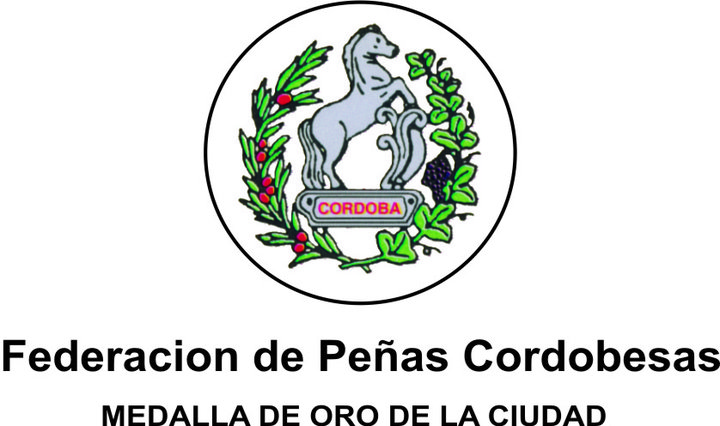 CORDOBA
Federacion de Peñas Cordobesas
MEDALLA DE ORO DE LA CIUDAD